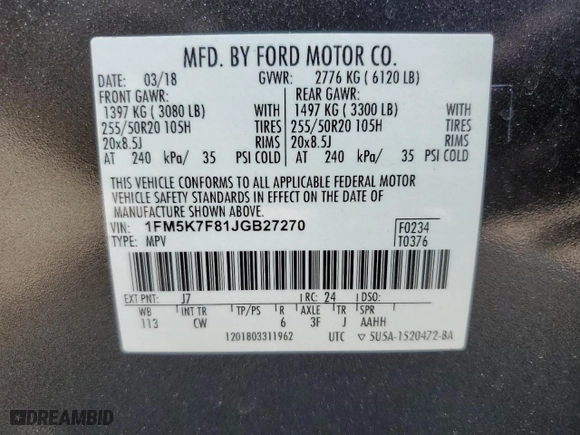 MFD. BY FORD MOTOR CO.
DATE: 03/18 GVWR: 2776 KG ( 6120 LB)
FRONT GAWR: REAR GAWR:
1397 KG ( 3080 LB) WITH 1497 KG ( 3300 LB) WITH
255/50R20 105H TIRES 255/50R20 105H TIRES
20x8.5J RIMS 20x8.5J RIMS
AT 240 kPa/ 35 PSI COLD AT 240 kPa/ 35 PSI COLD
THIS VEHICLE CONFORMS TO ALL APPLICABLE FEDERAL MOTOR
VEHICLE SAFETY STANDARDS IN EFFECT ON THE DATE OF
MANUFACTURE SHOWN ABOVE.
VIN: 1FM5K7F81JGB27270 F0234
TYPE: MPV T0376
EXT PNT: J7 RC: 24 DSO:
WB INT TR TP/PS R AXLE TR SPR
113 CW 6 3F J AAHH
1201803311962 UTC ▽ 5U5A-1520472-BA
DREAMBID